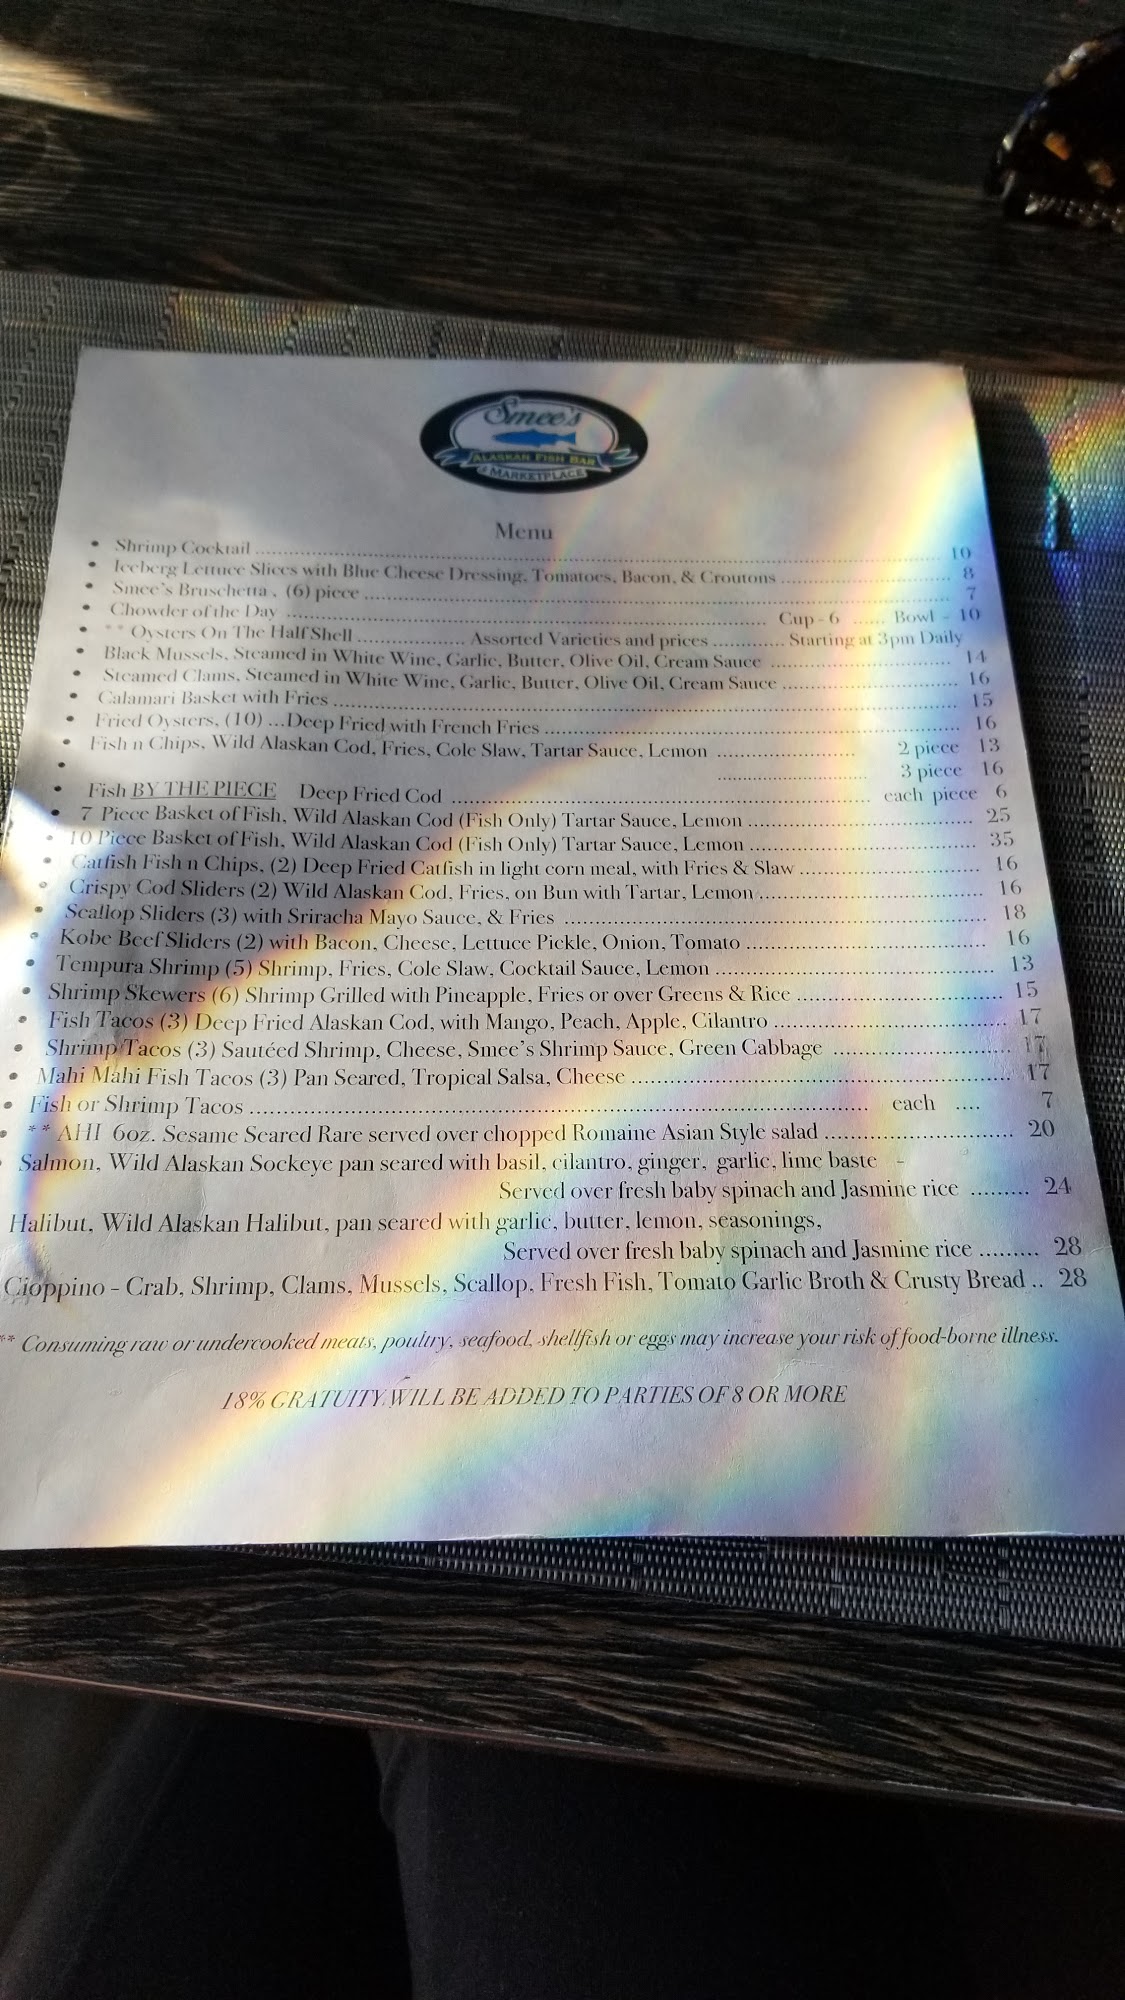 Smee's
ALASKAN FISH BAR
& MARKETPLACE
Menu
• Shrimp Cocktail .......... 10
• Iceberg Lettuce Slices with Blue Cheese Dressing, Tomatoes, Bacon, & Croutons .......... 8
• Smee's Bruschetta , (6) piece .......... 7
• Chowder of the Day .......... Cup - 6 ...... Bowl - 10
• ** Oysters On The Half Shell .......... Assorted Varieties and prices .......... Starting at 3pm Daily
• Black Mussels, Steamed in White Wine, Garlic, Butter, Olive Oil, Cream Sauce .......... 14
• Steamed Clams, Steamed in White Wine, Garlic, Butter, Olive Oil, Cream Sauce .......... 16
• Calamari Basket with Fries .......... 15
• Fried Oysters, (10) ...Deep Fried with French Fries .......... 16
• Fish n Chips, Wild Alaskan Cod, Fries, Cole Slaw, Tartar Sauce, Lemon .......... 2 piece 13
• .......... 3 piece 16
• Fish BY THE PIECE Deep Fried Cod .......... each piece 6
• 7 Piece Basket of Fish, Wild Alaskan Cod (Fish Only) Tartar Sauce, Lemon .......... 25
• 10 Piece Basket of Fish, Wild Alaskan Cod (Fish Only) Tartar Sauce, Lemon .......... 35
• Catfish Fish n Chips, (2) Deep Fried Catfish in light corn meal, with Fries & Slaw .......... 16
• Crispy Cod Sliders (2) Wild Alaskan Cod, Fries, on Bun with Tartar, Lemon .......... 16
• Scallop Sliders (3) with Sriracha Mayo Sauce, & Fries .......... 18
• Kobe Beef Sliders (2) with Bacon, Cheese, Lettuce Pickle, Onion, Tomato .......... 16
• Tempura Shrimp (5) Shrimp, Fries, Cole Slaw, Cocktail Sauce, Lemon .......... 13
• Shrimp Skewers (6) Shrimp Grilled with Pineapple, Fries or over Greens & Rice .......... 15
• Fish Tacos (3) Deep Fried Alaskan Cod, with Mango, Peach, Apple, Cilantro .......... 17
• Shrimp Tacos (3) Sautéed Shrimp, Cheese, Smee's Shrimp Sauce, Green Cabbage .......... 17
• Mahi Mahi Fish Tacos (3) Pan Seared, Tropical Salsa, Cheese .......... 17
• Fish or Shrimp Tacos .......... each .... 7
• ** AHI 6oz. Sesame Seared Rare served over chopped Romaine Asian Style salad .......... 20
• Salmon, Wild Alaskan Sockeye pan seared with basil, cilantro, ginger, garlic, lime baste -
Served over fresh baby spinach and Jasmine rice ......... 24
Halibut, Wild Alaskan Halibut, pan seared with garlic, butter, lemon, seasonings,
Served over fresh baby spinach and Jasmine rice ......... 28
Cioppino - Crab, Shrimp, Clams, Mussels, Scallop, Fresh Fish, Tomato Garlic Broth & Crusty Bread .. 28
** Consuming raw or undercooked meats, poultry, seafood, shellfish or eggs may increase your risk of food-borne illness.
18% GRATUITY WILL BE ADDED TO PARTIES OF 8 OR MORE